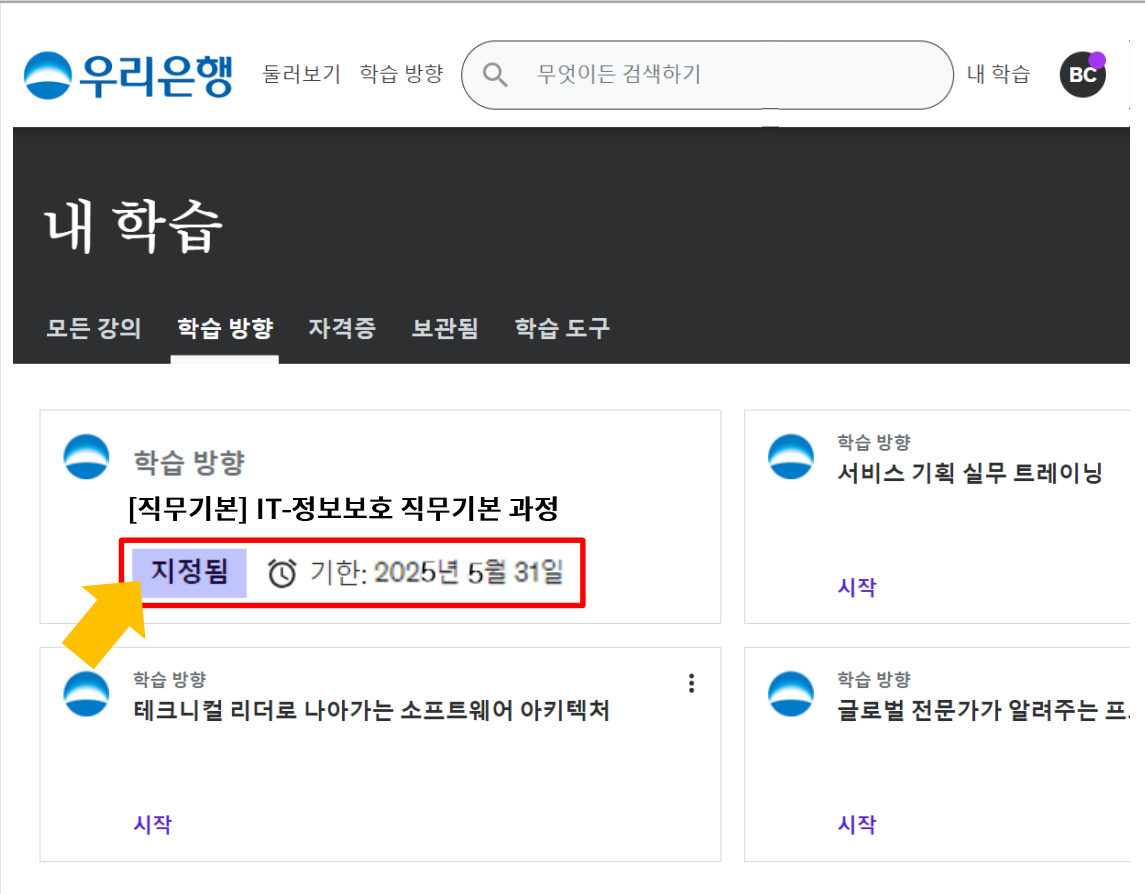 우리은행 둘러보기 학습 방향 무엇이든 검색하기 내 학습 BC
내 학습
모든 강의 학습 방향 자격증 보관됨 학습 도구
학습 방향
[직무기본] IT-정보보호 직무기본 과정
지정됨 기한: 2025년 5월 31일
학습 방향
서비스 기획 실무 트레이닝
시작
학습 방향
테크니컬 리더로 나아가는 소프트웨어 아키텍처
시작
학습 방향
글로벌 전문가가 알려주는 프
시작